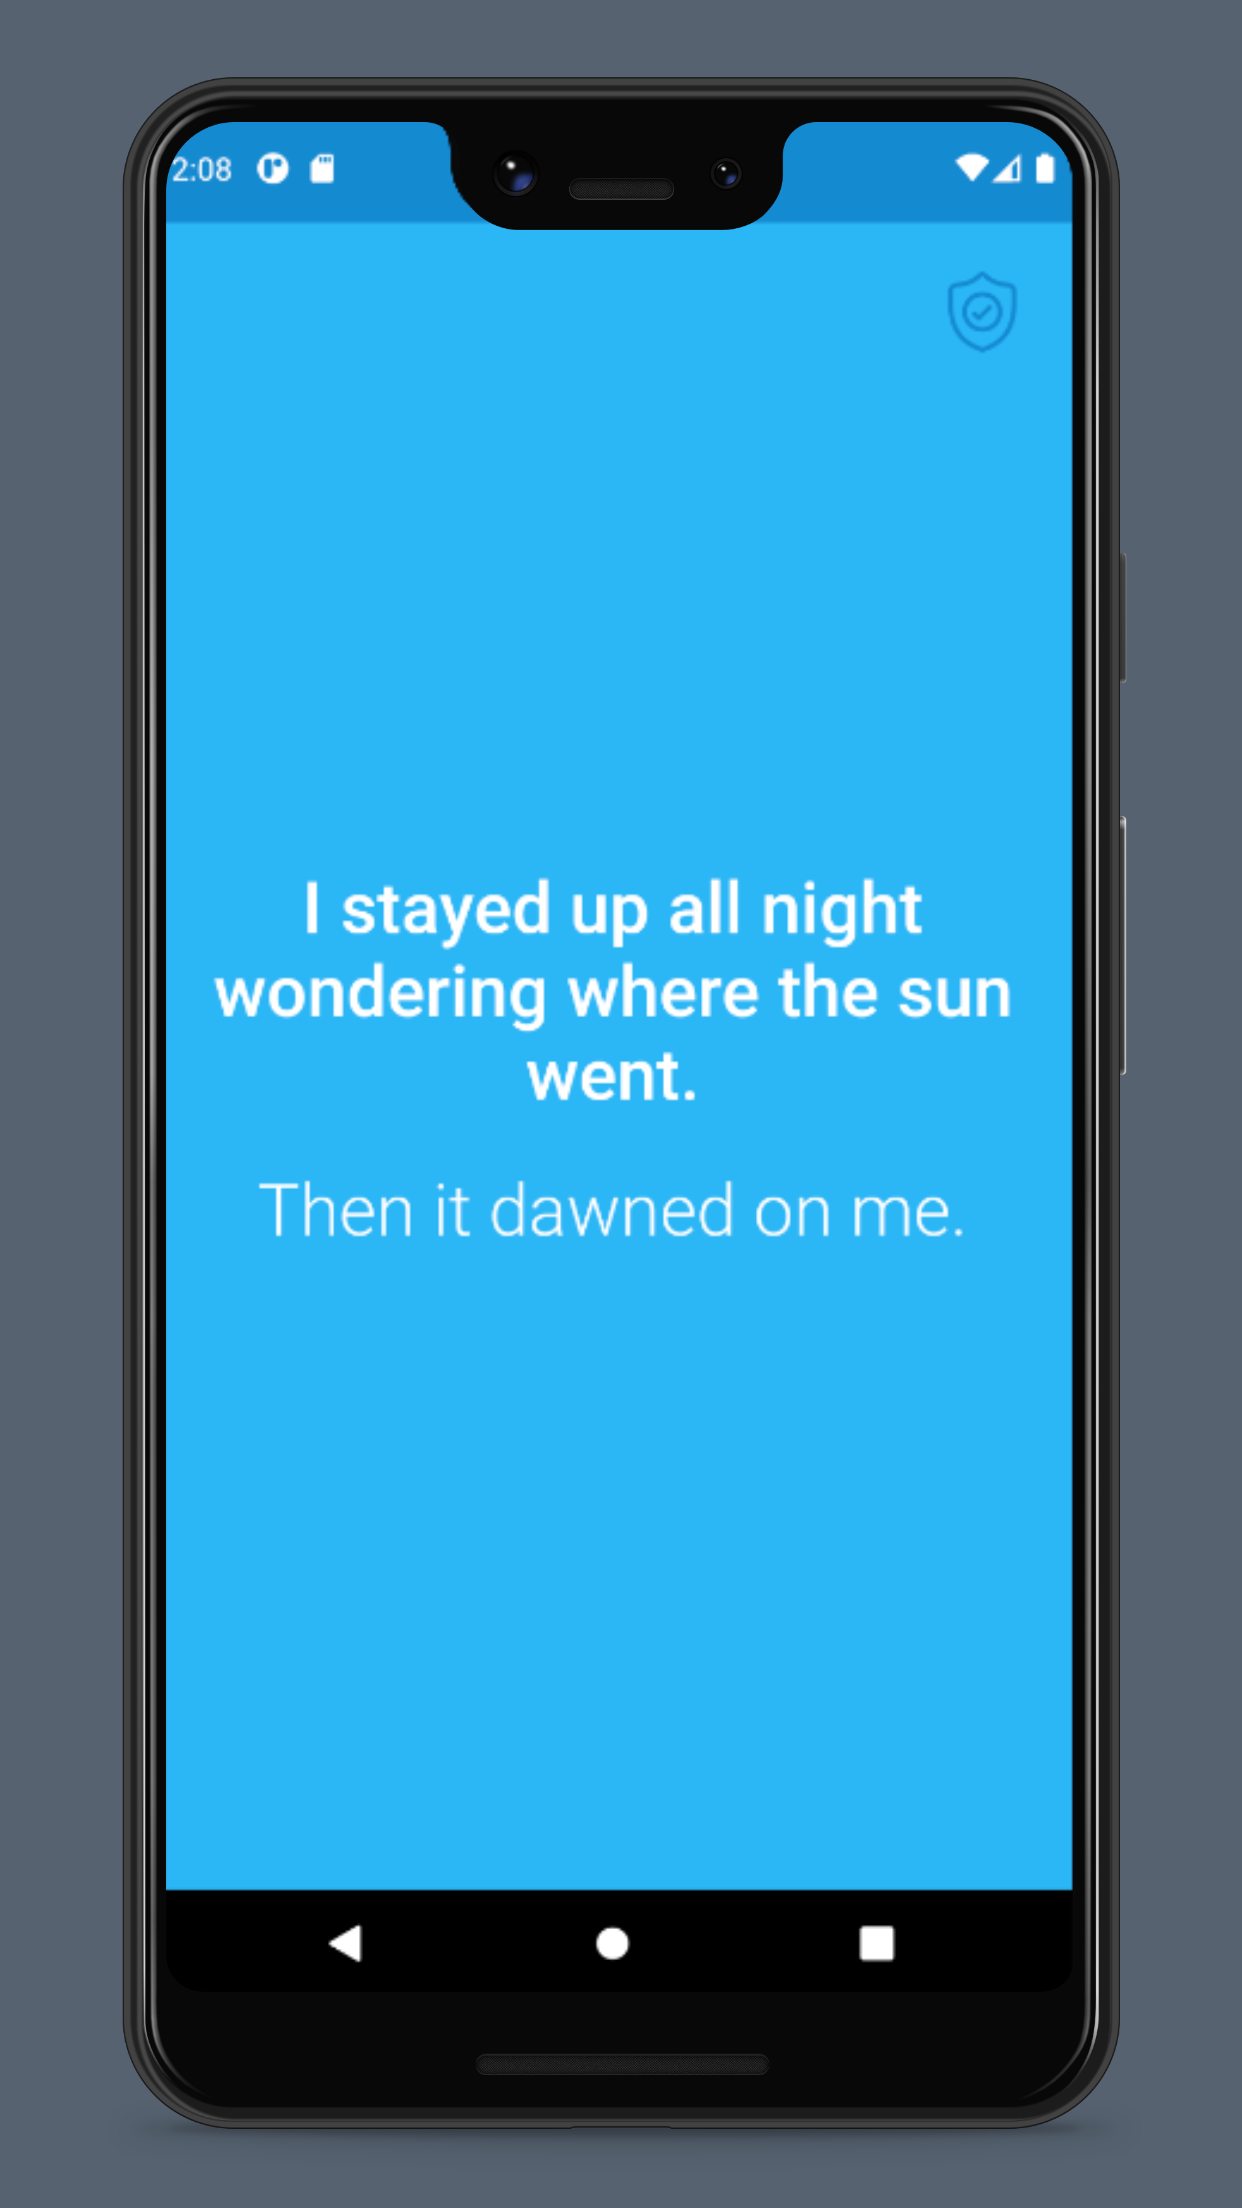 2:08
I stayed up all night
wondering where the sun
went.
Then it dawned on me.